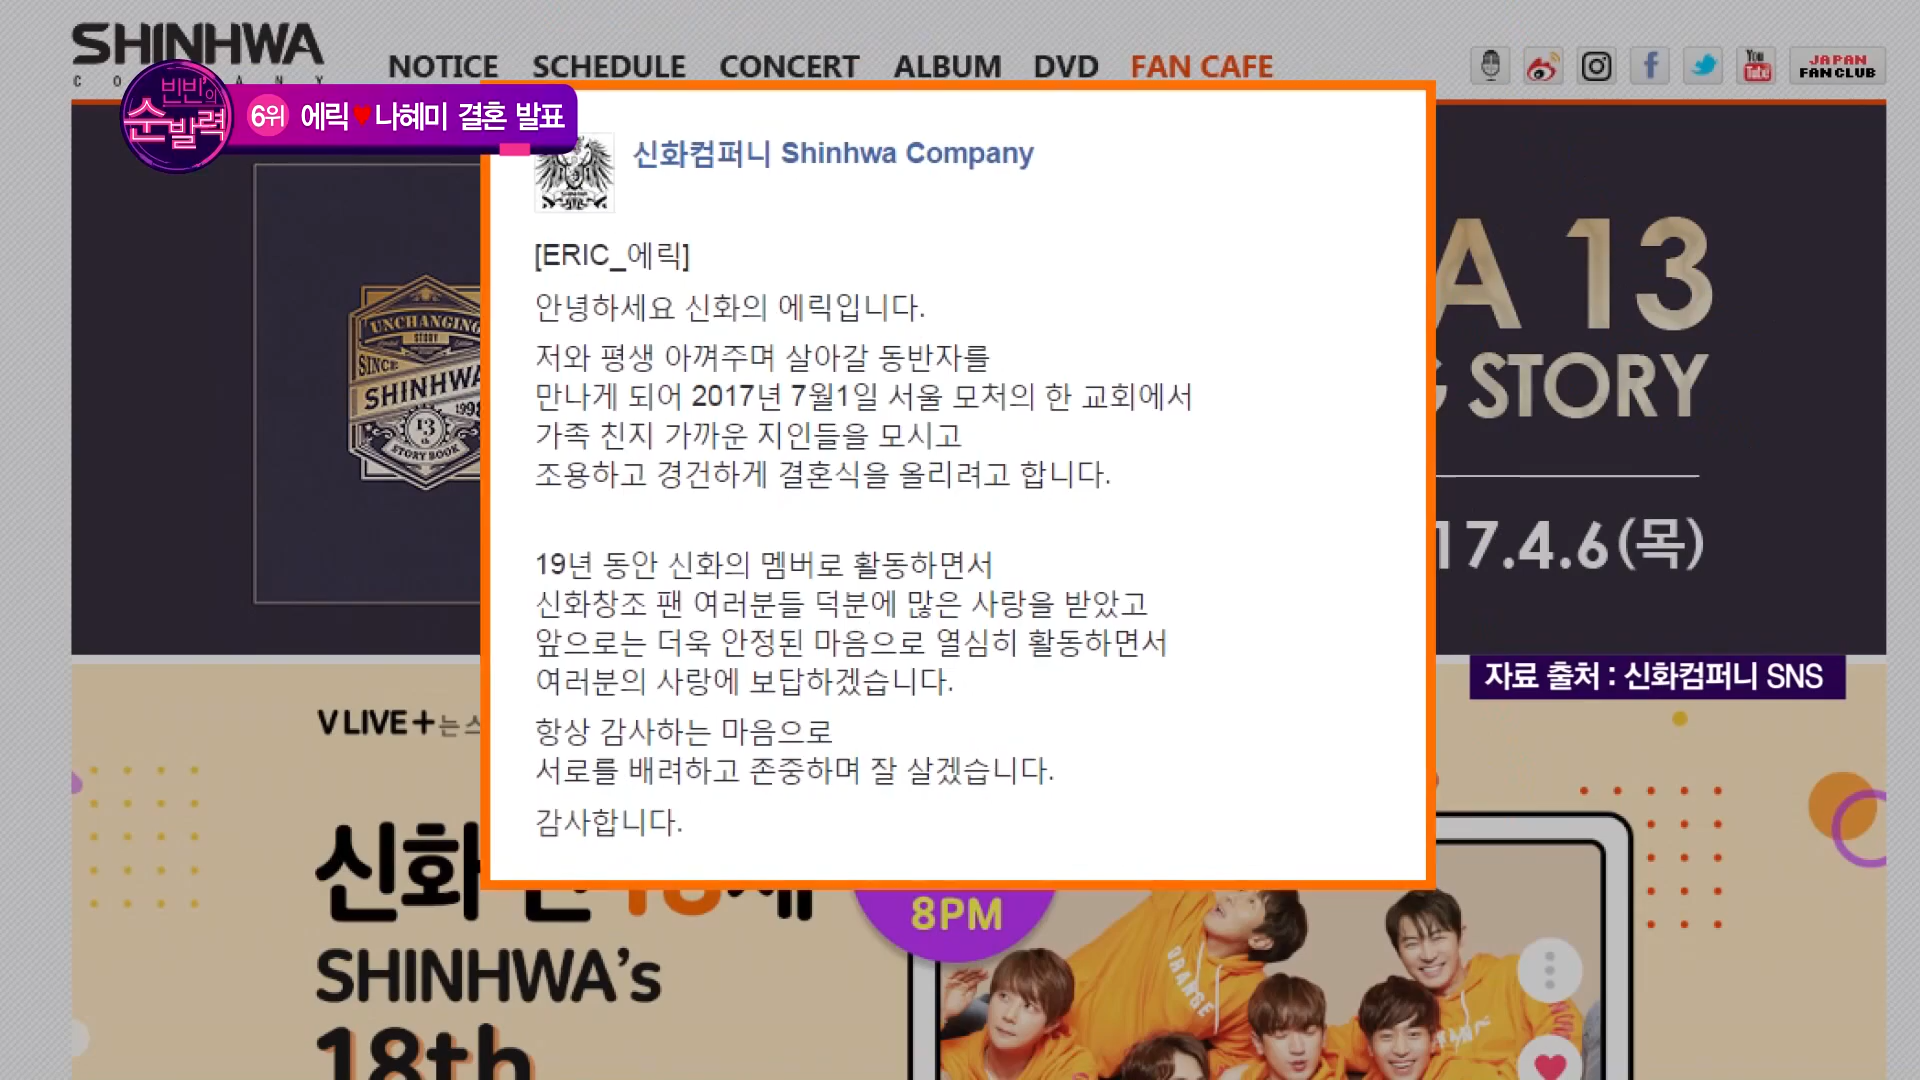 SHINHWA
COMPANY
NOTICE SCHEDULE CONCERT ALBUM DVD FAN CAFE
You Tube
JAPAN
FANCLUB
빈빈's
순발력
6위 에릭♥나혜미 결혼 발표
신화컴퍼니 Shinhwa Company
[ERIC_에릭]
안녕하세요 신화의 에릭입니다.
저와 평생 아껴주며 살아갈 동반자를
만나게 되어 2017년 7월1일 서울 모처의 한 교회에서
가족 친지 가까운 지인들을 모시고
조용하고 경건하게 결혼식을 올리려고 합니다.
19년 동안 신화의 멤버로 활동하면서
신화창조 팬 여러분들 덕분에 많은 사랑을 받았고
앞으로는 더욱 안정된 마음으로 열심히 활동하면서
여러분의 사랑에 보답하겠습니다.
항상 감사하는 마음으로
서로를 배려하고 존중하며 잘 살겠습니다.
감사합니다.
UNCHANGING
STORY
SINCE
SHINHWA
1998
13
th
STORY BOOK
A 13
G STORY
17.4.6(목)
자료 출처 : 신화컴퍼니 SNS
V LIVE+는
신화
8PM
SHINHWA's
18th
ORANGE